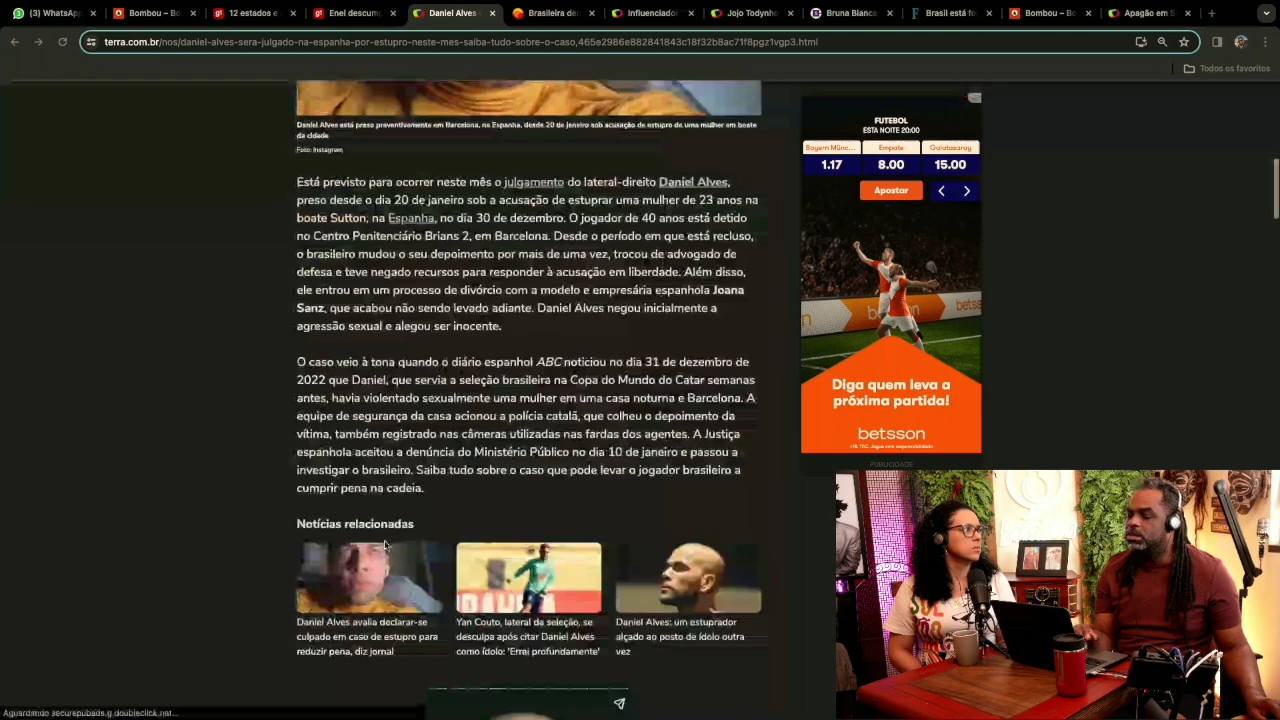 (3) WhatsApp
Bombou – Bo
12 estados e
Enel descump
Daniel Alves
Brasileira de
Influenciador
Jojo Todynho
Bruna Bianca
Brasil está fo
Bombou – Bo
Apagão em S
terra.com.br/nos/daniel-alves-sera-julgado-na-espanha-por-estupro-neste-mes-saiba-tudo-sobre-o-caso,465e2986e882841843c18f32b8ac71f8pgz1vgp3.html
Todos os favoritos
Daniel Alves está preso preventivamente em Barcelona, na Espanha, desde 20 de janeiro sob acusação de estupro de uma mulher em boate
da cidade
Foto: Instagram
Está previsto para ocorrer neste mês o julgamento do lateral-direito Daniel Alves,
preso desde o dia 20 de janeiro sob a acusação de estuprar uma mulher de 23 anos na
boate Sutton, na Espanha, no dia 30 de dezembro. O jogador de 40 anos está detido
no Centro Penitenciário Brians 2, em Barcelona. Desde o período em que está recluso,
o brasileiro mudou o seu depoimento por mais de uma vez, trocou de advogado de
defesa e teve negado recursos para responder à acusação em liberdade. Além disso,
ele entrou em um processo de divórcio com a modelo e empresária espanhola Joana
Sanz, que acabou não sendo levado adiante. Daniel Alves negou inicialmente a
agressão sexual e alegou ser inocente.
O caso veio à tona quando o diário espanhol ABC noticiou no dia 31 de dezembro de
2022 que Daniel, que servia a seleção brasileira na Copa do Mundo do Catar semanas
antes, havia violentado sexualmente uma mulher em uma casa noturna e Barcelona. A
equipe de segurança da casa acionou a polícia catalã, que colheu o depoimento da
vítima, também registrado nas câmeras utilizadas nas fardas dos agentes. A Justiça
espanhola aceitou a denúncia do Ministério Público no dia 10 de janeiro e passou a
investigar o brasileiro. Saiba tudo sobre o caso que pode levar o jogador brasileiro a
cumprir pena na cadeia.
Notícias relacionadas
Daniel Alves avalia declarar-se
culpado em caso de estupro para
reduzir pena, diz jornal
Yan Couto, lateral da seleção, se
desculpa após citar Daniel Alves
como ídolo: 'Errei profundamente'
Daniel Alves: um estuprador
alçado ao posto de ídolo outra
vez
FUTEBOL
ESTA NOITE 20:00
Bayern Münc...
Empate
Galatasaray
1.17
8.00
15.00
Apostar
betss
Diga quem leva a
próxima partida!
betsson
PUBLICIDADE
Aguardando securepubads.g.doubleclick.net...